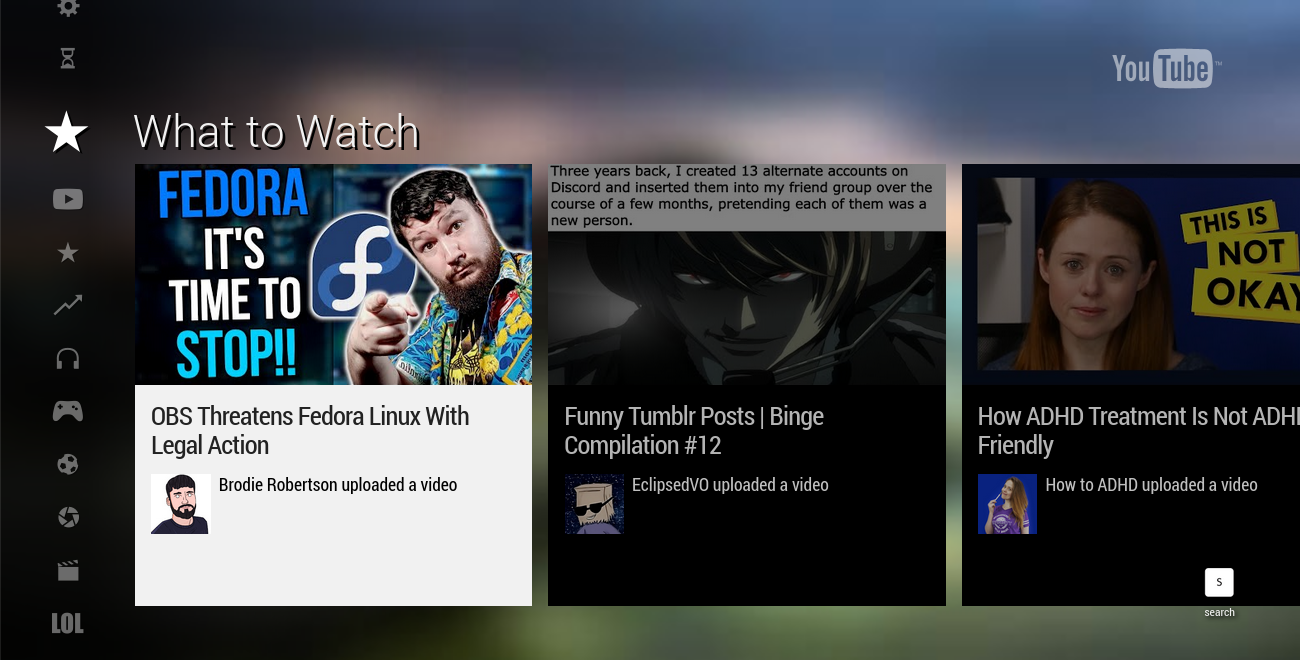 YouTube
What to Watch
FEDORA
IT'S
TIME TO
STOP!!
OBS Threatens Fedora Linux With
Legal Action
Brodie Robertson uploaded a video
Three years back, I created 13 alternate accounts on
Discord and inserted them into my friend group over the
course of a few months, pretending each of them was a
new person.
Funny Tumblr Posts | Binge
Compilation #12
EclipsedVO uploaded a video
THIS IS
NOT
OKAY
How ADHD Treatment Is Not ADH
Friendly
How to ADHD uploaded a video
S
search
LOL